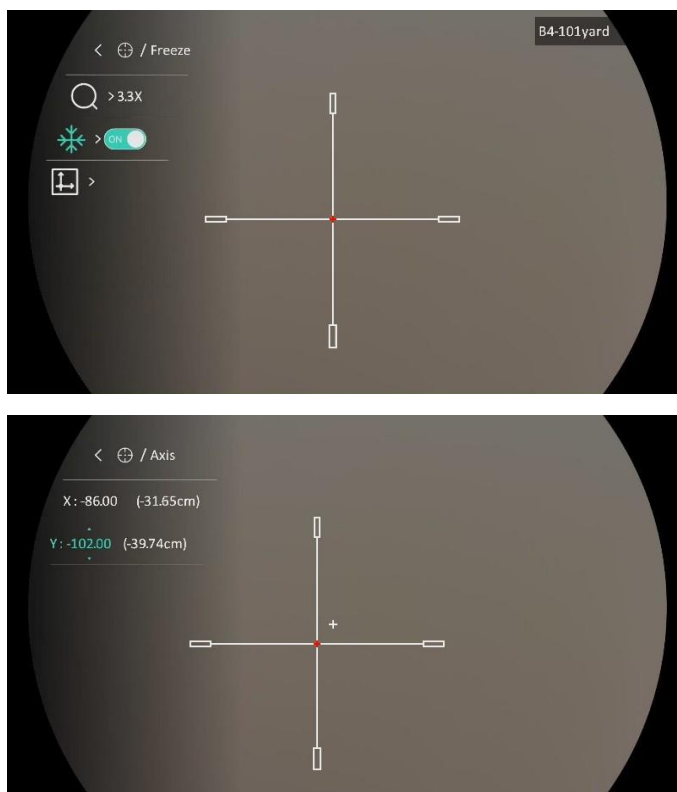 B4-101yard
< / Freeze
> 3.3X
> ON
>
< / Axis
X : -86.00 (-31.65cm)
Y : -102.00 (-39.74cm)